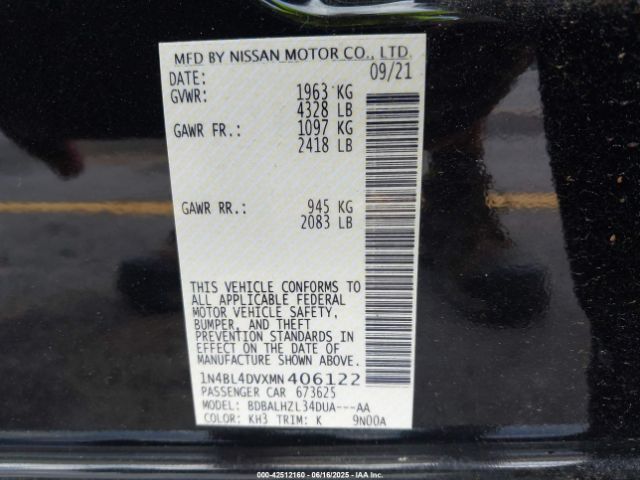 MFD BY NISSAN MOTOR CO., LTD.
DATE: 09/21
GVWR: 1963 KG
4328 LB
GAWR FR.: 1097 KG
2418 LB
GAWR RR.: 945 KG
2083 LB
THIS VEHICLE CONFORMS TO
ALL APPLICABLE FEDERAL
MOTOR VEHICLE SAFETY,
BUMPER, AND THEFT
PREVENTION STANDARDS IN
EFFECT ON THE DATE OF
MANUFACTURE SHOWN ABOVE.
1N4BL4DVXMN406122
PASSENGER CAR 673625
MODEL: BDBALHZL34DUA---AA
COLOR: KH3 TRIM: K 9N00A
000-42512160 - 06/16/2025 - IAAI.COM